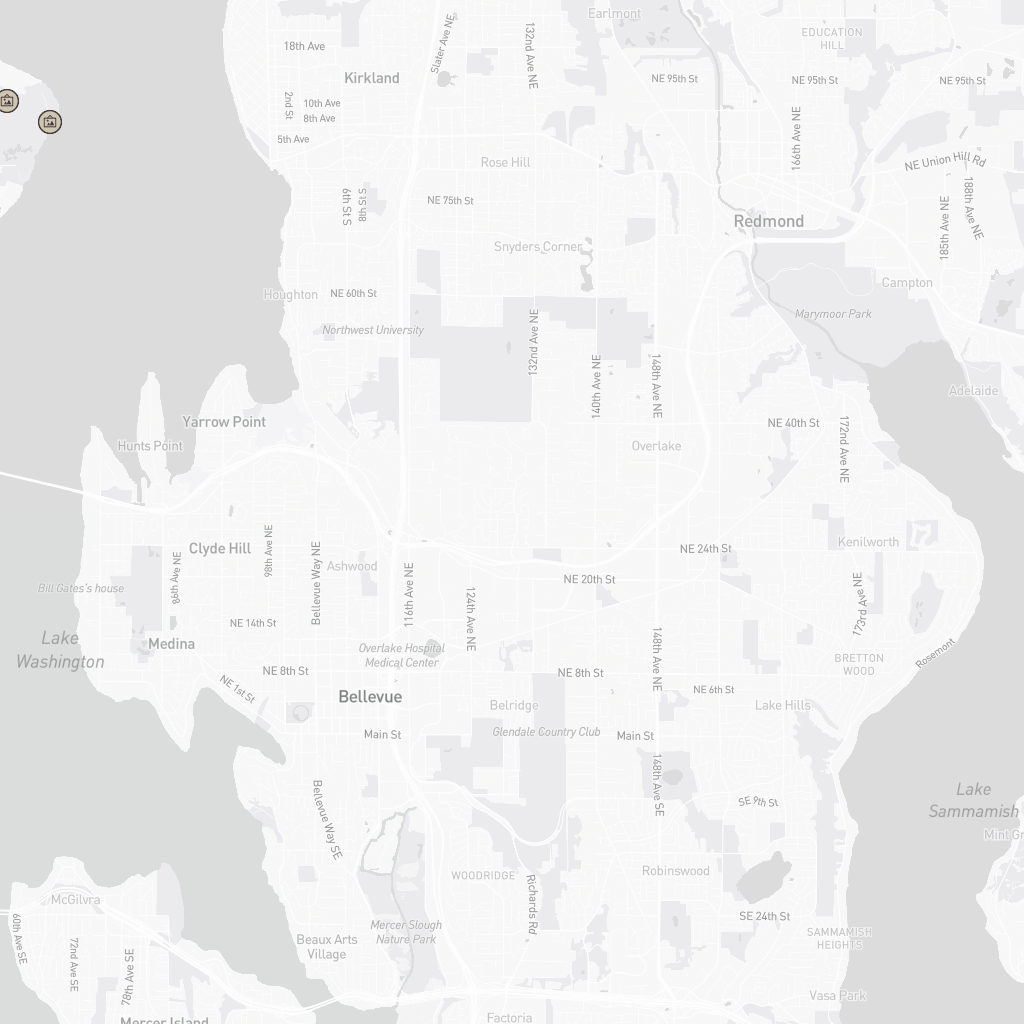 Earlmont
132nd Ave NE
Slater Ave NE
EDUCATION
HILL
18th Ave
Kirkland
NE 95th St
NE 95th St
NE 95th St
2nd St
10th Ave
8th Ave
5th Ave
166th Ave NE
Rose Hill
NE Union Hill Rd
6th St S
8th St S
NE 75th St
188th Ave NE
185th Ave NE
Redmond
Snyders Corner
Campton
Houghton
NE 60th St
Northwest University
132nd Ave NE
Marymoor Park
140th Ave NE
148th Ave NE
Adelaide
Yarrow Point
Hunts Point
NE 40th St
172nd Ave NE
Overlake
Clyde Hill
98th Ave NE
Bellevue Way NE
Ashwood
116th Ave NE
NE 24th St
Kenilworth
86th Ave NE
NE 20th St
Bill Gates's house
124th Ave NE
173rd Ave NE
NE 14th St
Lake
Washington
Medina
Overlake Hospital
Medical Center
148th Ave NE
BRETTON
WOOD
Rosemont
NE 8th St
NE 8th St
NE 1st St
Bellevue
NE 6th St
Belridge
Lake Hills
Main St
Glendale Country Club
Main St
148th Ave SE
Lake
Sammamish
SE 9th St
Bellevue Way SE
Mint Gr
WOODRIDGE
Robinswood
Richards Rd
McGilvra
60th Ave SE
SE 24th St
Mercer Slough
Nature Park
Beaux Arts
Village
SAMMAMISH
HEIGHTS
72nd Ave SE
78th Ave SE
Vasa Park
Mercer Island
Factoria